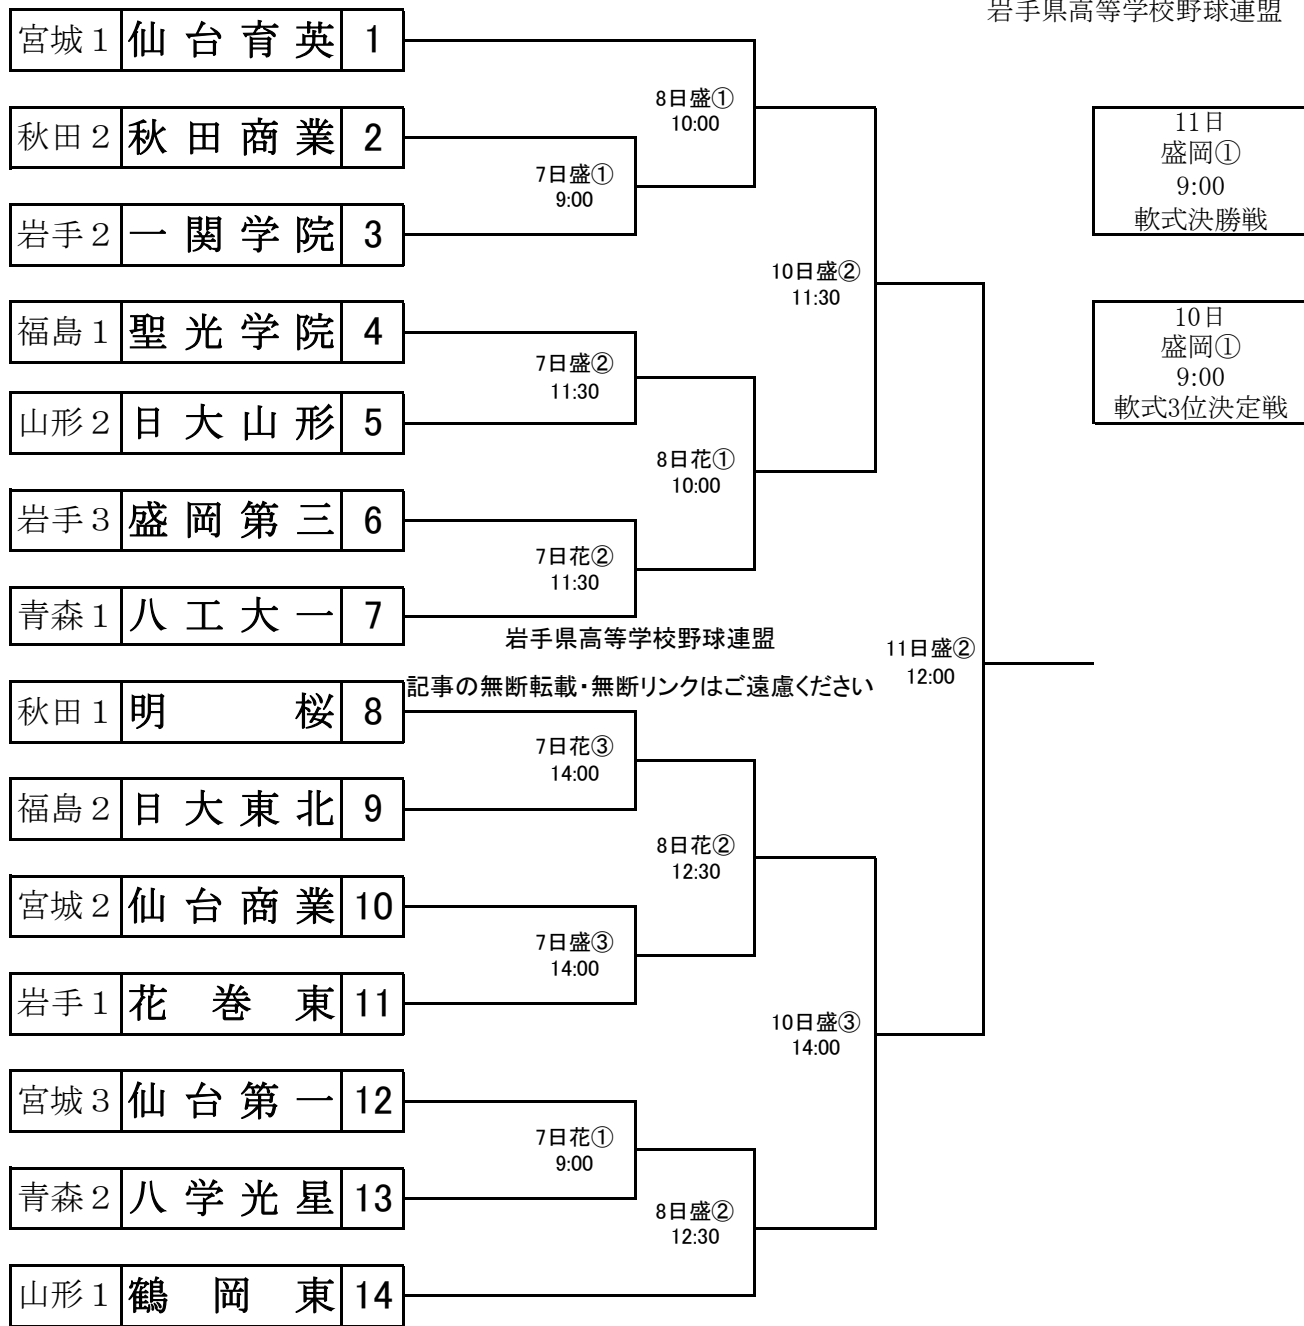 岩手県高等学校野球連盟
宮城１ 仙台育英 1
8日盛①
10:00
秋田２ 秋田商業 2
7日盛①
9:00
岩手２ 一関学院 3
11日
盛岡①
9:00
軟式決勝戦
10日盛②
11:30
福島１ 聖光学院 4
7日盛②
11:30
山形２ 日大山形 5
10日
盛岡①
9:00
軟式3位決定戦
8日花①
10:00
岩手３ 盛岡第三 6
7日花②
11:30
青森１ 八工大一 7
岩手県高等学校野球連盟
11日盛②
12:00
記事の無断転載・無断リンクはご遠慮ください
秋田１ 明桜 8
7日花③
14:00
福島２ 日大東北 9
8日花②
12:30
宮城２ 仙台商業 10
7日盛③
14:00
岩手１ 花巻東 11
10日盛③
14:00
宮城３ 仙台第一 12
7日花①
9:00
青森２ 八学光星 13
8日盛②
12:30
山形１ 鶴岡東 14